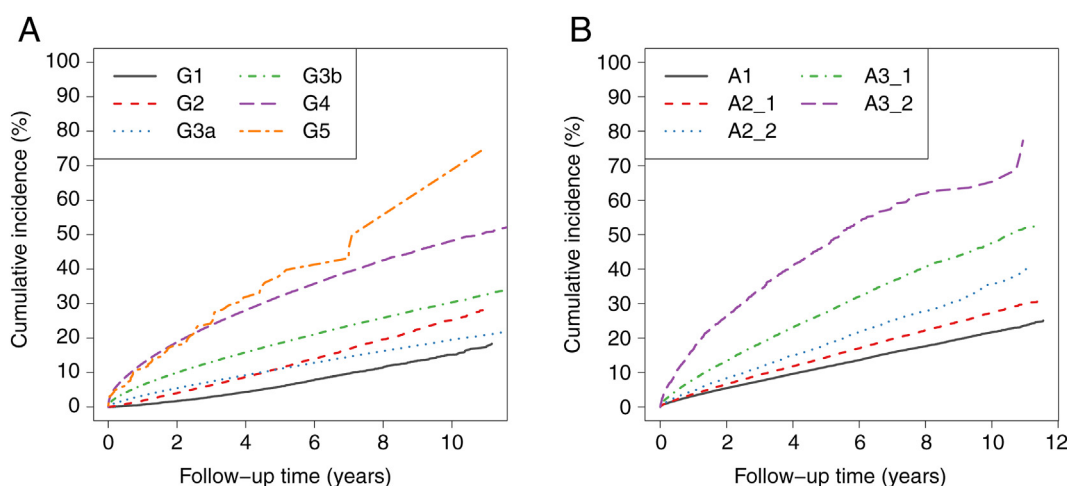 A
Cumulative incidence (%)
100
90
80
70
60
50
40
30
20
10
0
G1
G2
G3a
G3b
G4
G5
0 2 4 6 8 10
Follow−up time (years)
B
Cumulative incidence (%)
100
90
80
70
60
50
40
30
20
10
0
A1
A2_1
A2_2
A3_1
A3_2
0 2 4 6 8 10 12
Follow−up time (years)